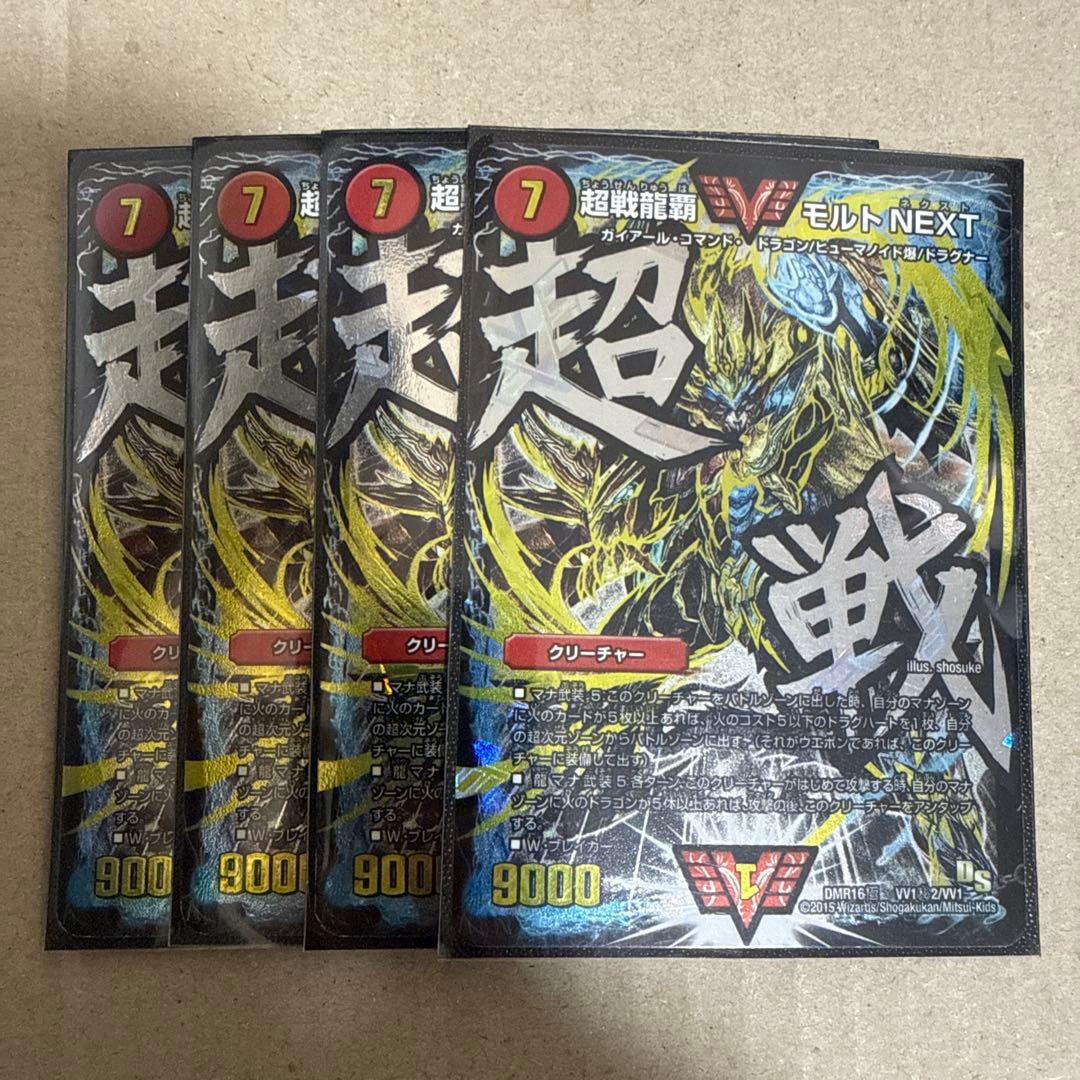 7
7
7
7
超戦龍覇 モルト NEXT
ちょうせんりゅうは ネクスト
ガイアール・コマンド・ドラゴン/ヒューマノイド爆/ドラグナー
超
戦
illus. shosuke
クリーチャー
■マナ武装 5:このクリーチャーをバトルゾーンに出した時、自分のマナゾーン
に火のカードが5枚以上あれば、火のコスト5以下のドラグハートを1枚、自分
の超次元ゾーンからバトルゾーンに出す。(それがウエポンであれば、このクリー
チャーに装備して出す)
■龍マナ武装 5:各ターン、このクリーチャーがはじめて攻撃する時、自分のマナ
ゾーンに火のドラゴンが5体以上あれば、攻撃の後、このクリーチャーをアンタップ
する。
■W・ブレイカー
9000
DS
©2015 Wizards/Shogakukan/Mitsui-Kids